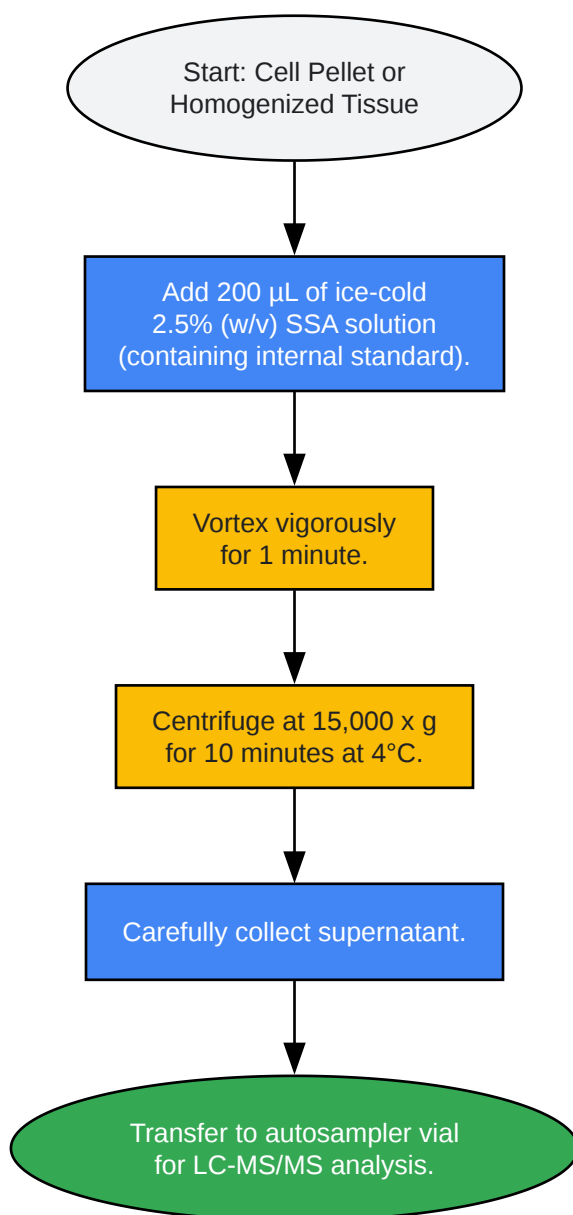 Start: Cell Pellet or
Homogenized Tissue
Add 200 µL of ice-cold
2.5% (w/v) SSA solution
(containing internal standard).
Vortex vigorously
for 1 minute.
Centrifuge at 15,000 x g
for 10 minutes at 4°C.
Carefully collect supernatant.
Transfer to autosampler vial
for LC-MS/MS analysis.